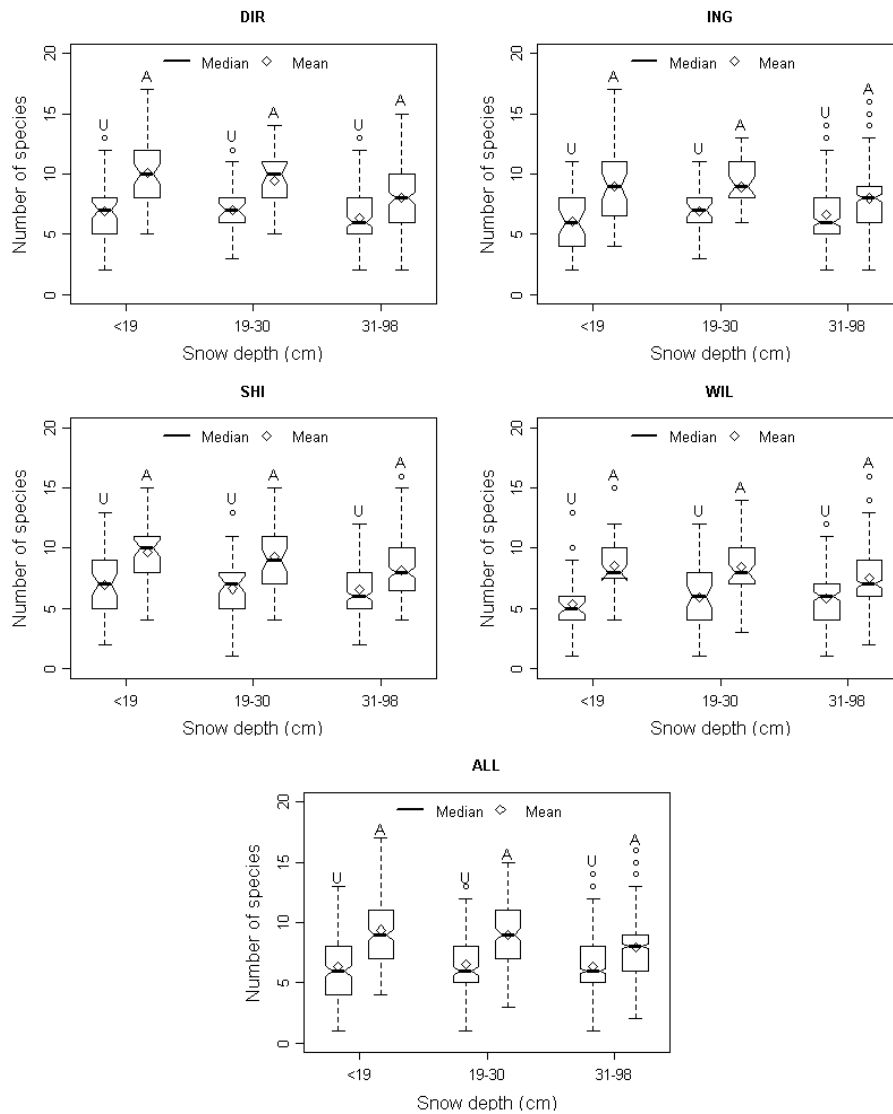 DIR
Number of species
20
15
10
5
0
Median Mean
U A U A U A
<19 19-30 31-98
Snow depth (cm)
ING
Number of species
20
15
10
5
0
Median Mean
U A U A U A
<19 19-30 31-98
Snow depth (cm)
SHI
Number of species
20
15
10
5
0
Median Mean
U A U A U A
<19 19-30 31-98
Snow depth (cm)
WIL
Number of species
20
15
10
5
0
Median Mean
U A U A U A
<19 19-30 31-98
Snow depth (cm)
ALL
Number of species
20
15
10
5
0
Median Mean
U A U A U A
<19 19-30 31-98
Snow depth (cm)